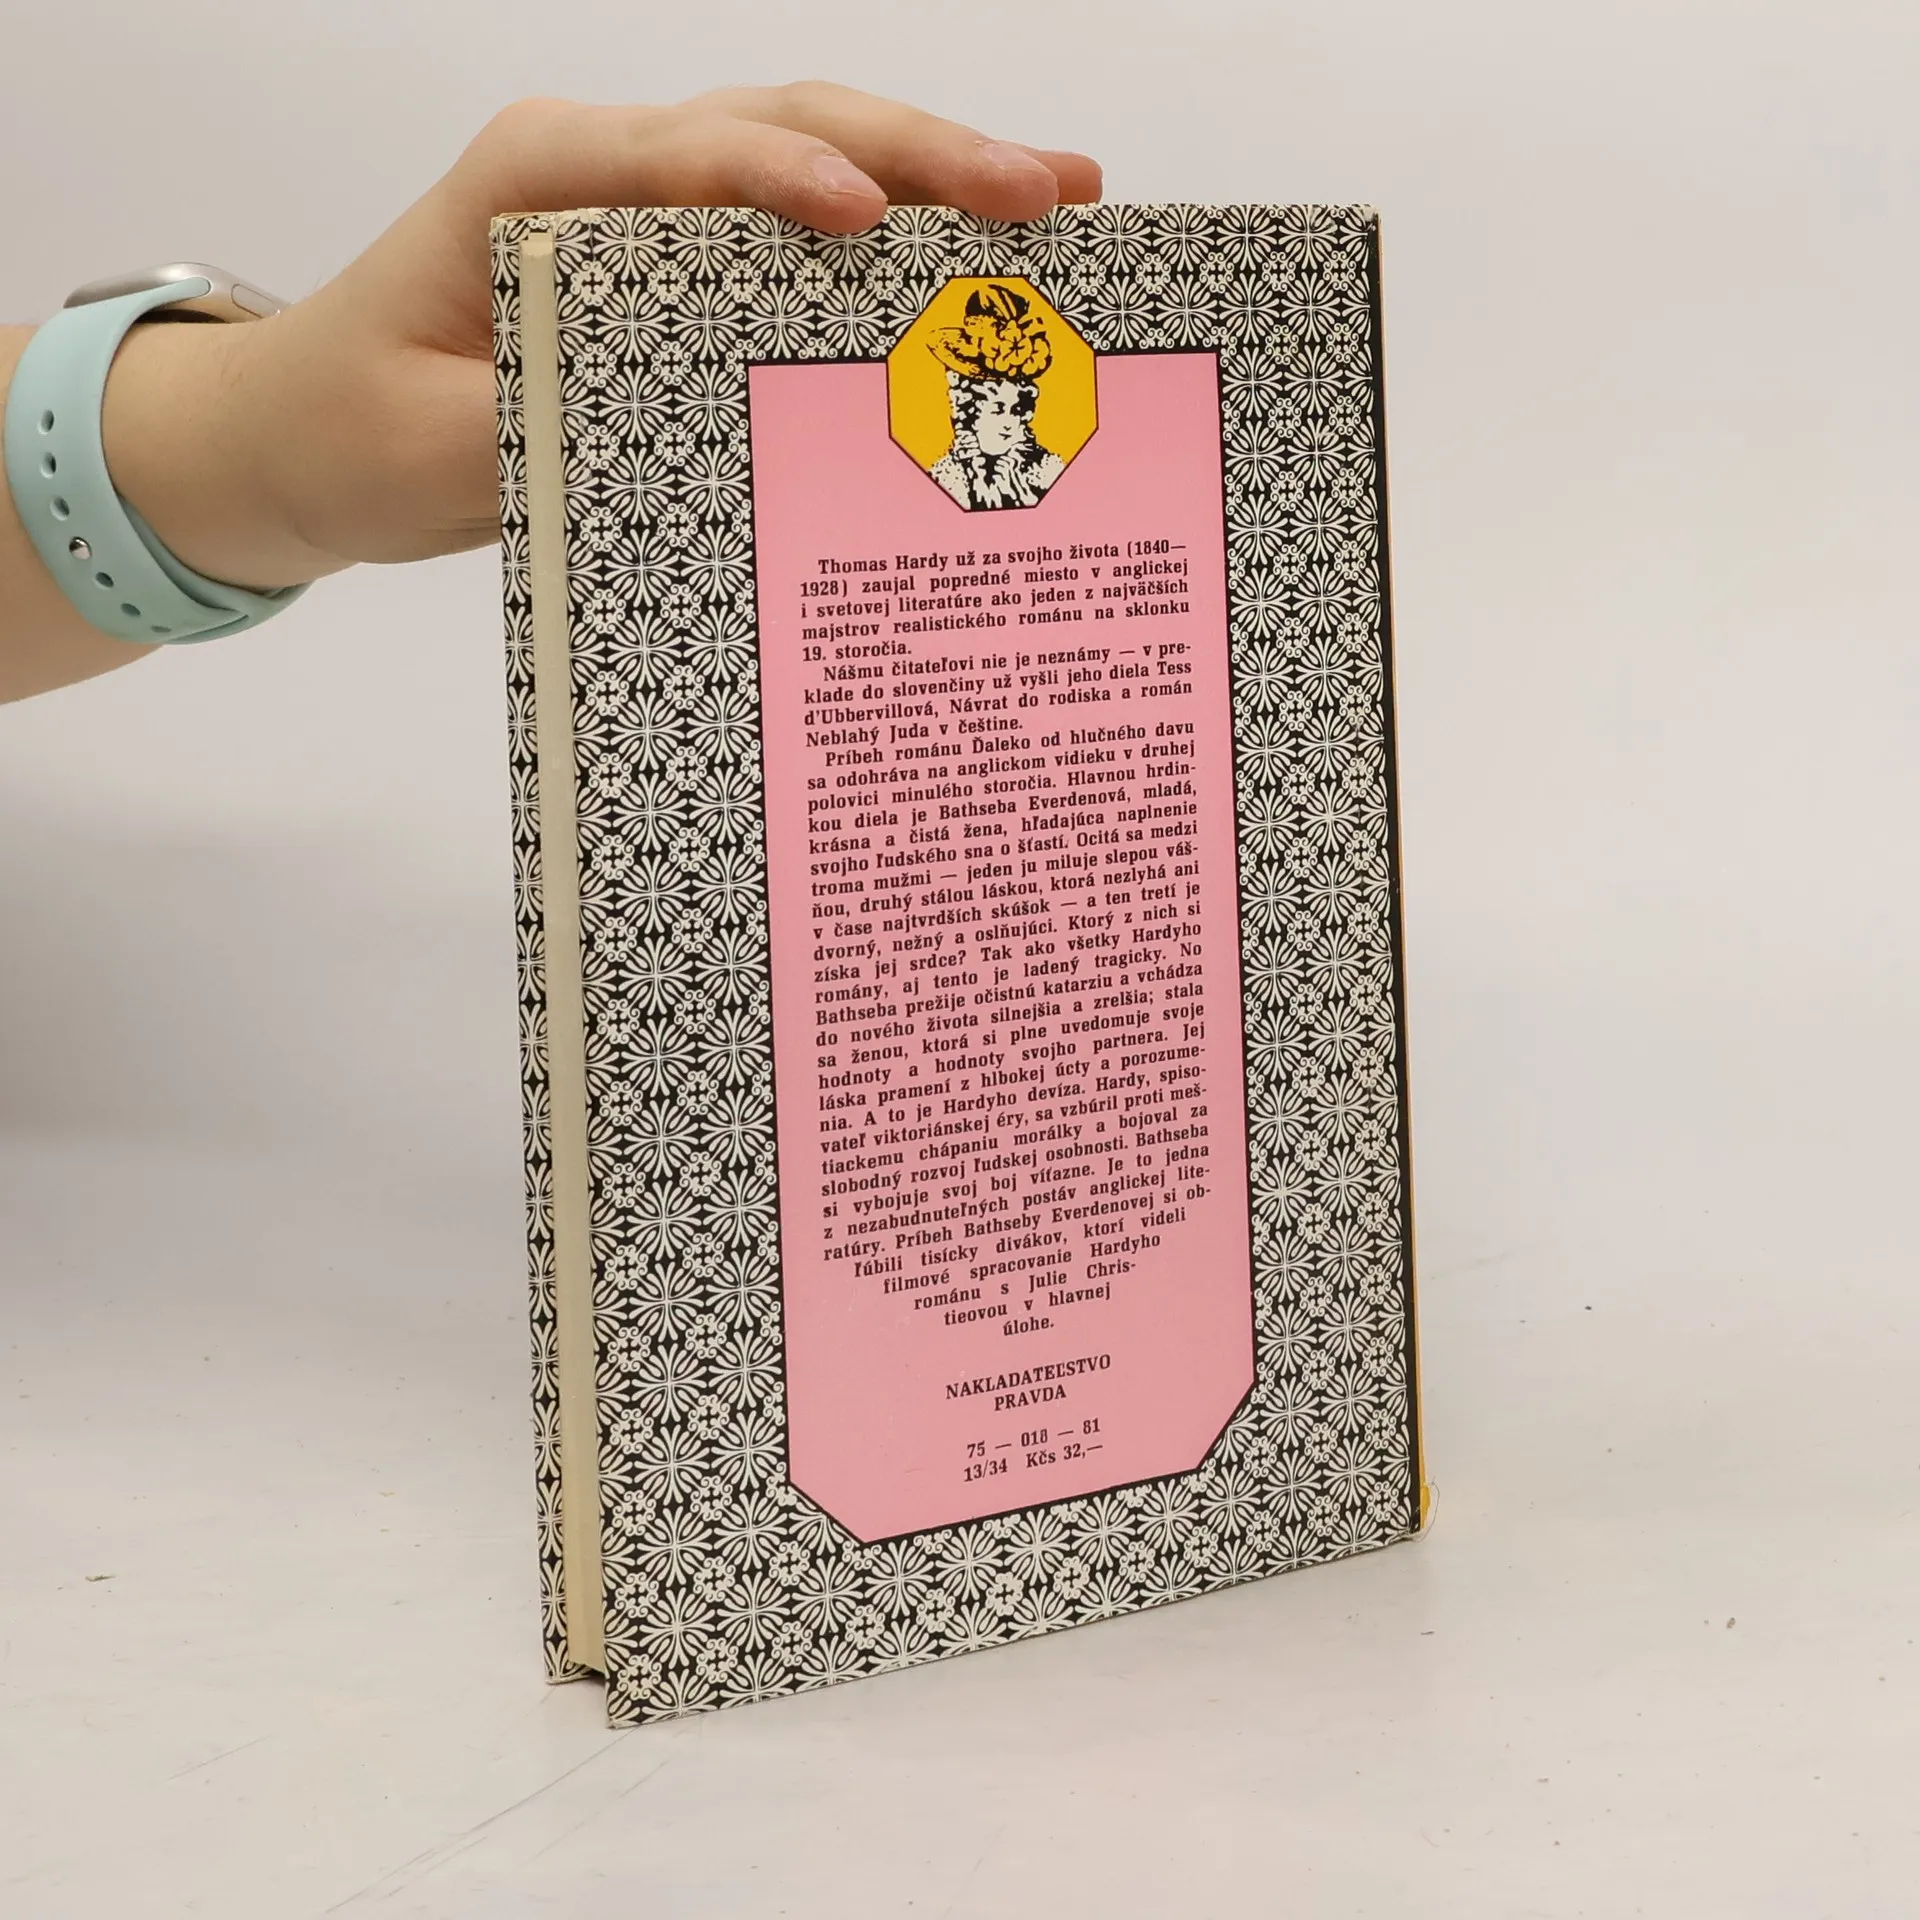 Thomas Hardy už za svojho života (1840—
1928) zaujal popredné miesto v anglickej
i svetovej literatúre ako jeden z najväčších
majstrov realistického románu na sklonku
19. storočia.
Nášmu čitateľovi nie je neznámy — v pre-
klade do slovenčiny už vyšli jeho diela Tess
d'Ubbervillová, Návrat do rodiska a román
Neblahý Juda v češtine.
Príbeh románu Ďaleko od hlučného davu
sa odohráva na anglickom vidieku v druhej
polovici minulého storočia. Hlavnou hrdin-
kou diela je Bathseba Everdenová, mladá,
krásna a čistá žena, hľadajúca naplnenie
svojho ľudského sna o šťastí. Ocitá sa medzi
troma mužmi — jeden ju miluje slepou váš-
ňou, druhý stálou láskou, ktorá nezlyhá ani
v čase najtvrdších skúšok — a ten tretí je
dvorný, nežný a oslňujúci. Ktorý z nich si
získa jej srdce? Tak ako všetky Hardyho
romány, aj tento je ladený tragicky. No
Bathseba prežije očistnú katarziu a vchádza
do nového života silnejšia a zrelšia; stala
sa ženou, ktorá si plne uvedomuje svoje
hodnoty a hodnoty svojho partnera. Jej
láska pramení z hlbokej úcty a porozume-
nia. A to je Hardyho devíza. Hardy, spiso-
vateľ viktoriánskej éry, sa vzbúril proti meš-
tiackemu chápaniu morálky a bojoval za
slobodný rozvoj ľudskej osobnosti. Bathseba
si vybojuje svoj boj víťazne. Je to jedna
z nezabudnuteľných postáv anglickej lite-
ratúry. Príbeh Bathseby Everdenovej si ob-
ľúbili tisícky divákov, ktorí videli
filmové spracovanie Hardyho
románu s Julie Chris-
tieovou v hlavnej
úlohe.
NAKLADATEĽSTVO
PRAVDA
75 — 018 — 81
13/34 Kčs 32,—